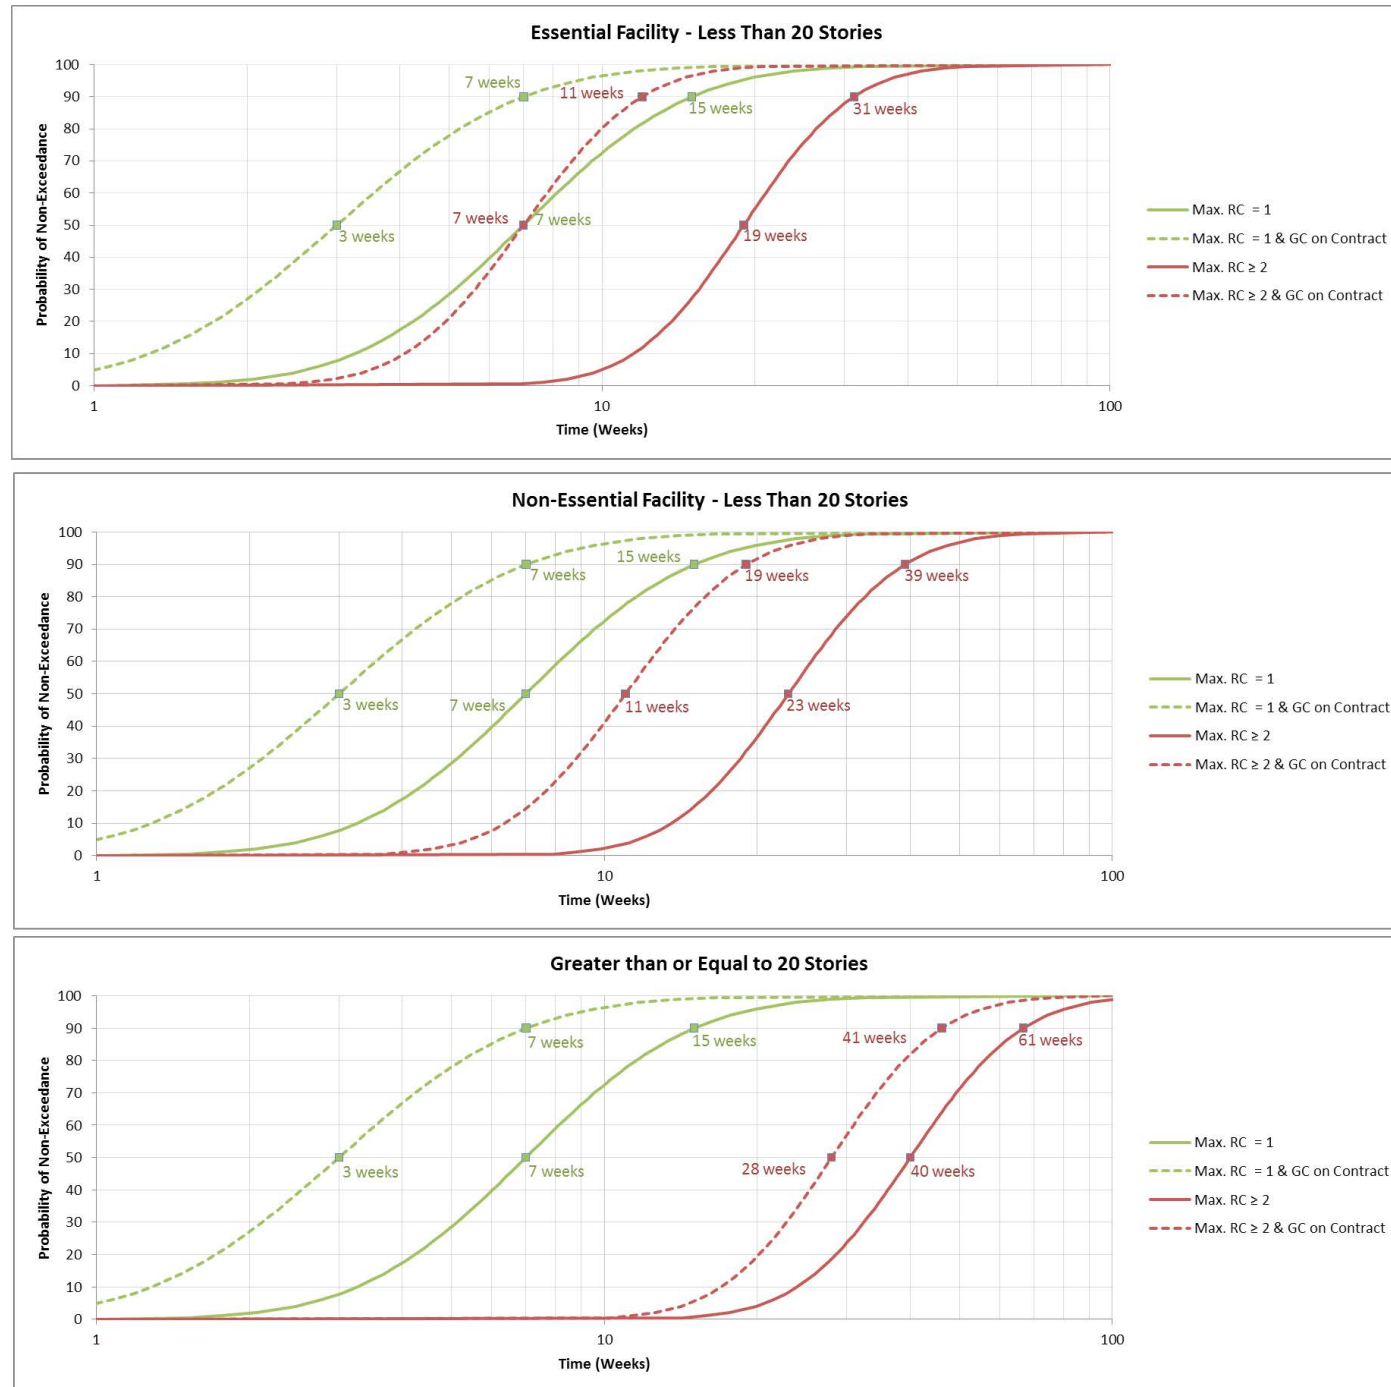 Essential Facility - Less Than 20 Stories
100
90
80
70
60
50
40
30
20
10
0
Probability of Non-Exceedance
7 weeks
11 weeks
15 weeks
31 weeks
3 weeks
7 weeks
7 weeks
19 weeks
1
10
100
Time (Weeks)
Max. RC = 1
Max. RC = 1 & GC on Contract
Max. RC ≥ 2
Max. RC ≥ 2 & GC on Contract
Non-Essential Facility - Less Than 20 Stories
100
90
80
70
60
50
40
30
20
10
0
Probability of Non-Exceedance
7 weeks
15 weeks
19 weeks
39 weeks
3 weeks
7 weeks
11 weeks
23 weeks
1
10
100
Time (Weeks)
Max. RC = 1
Max. RC = 1 & GC on Contract
Max. RC ≥ 2
Max. RC ≥ 2 & GC on Contract
Greater than or Equal to 20 Stories
100
90
80
70
60
50
40
30
20
10
0
Probability of Non-Exceedance
7 weeks
15 weeks
41 weeks
61 weeks
3 weeks
7 weeks
28 weeks
40 weeks
1
10
100
Time (Weeks)
Max. RC = 1
Max. RC = 1 & GC on Contract
Max. RC ≥ 2
Max. RC ≥ 2 & GC on Contract